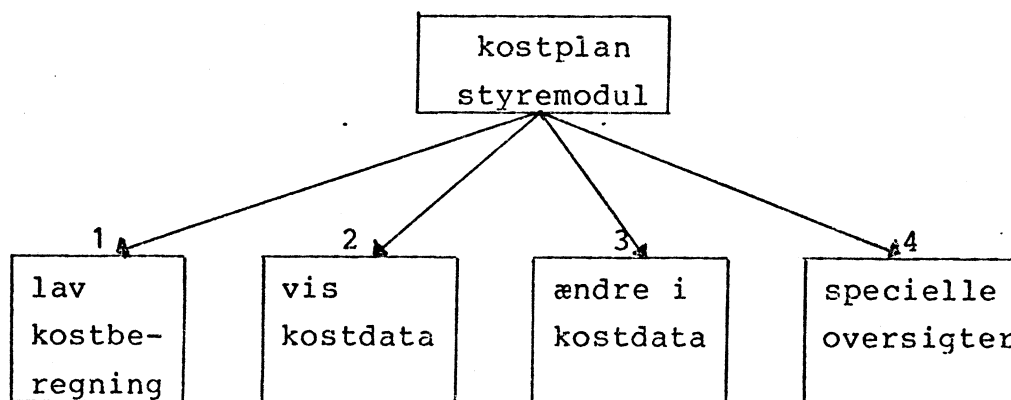 kostplan
styremodul
1
2
3
4
lav
kostbe-
regning
vis
kostdata
ændre i
kostdata
specielle
oversigter